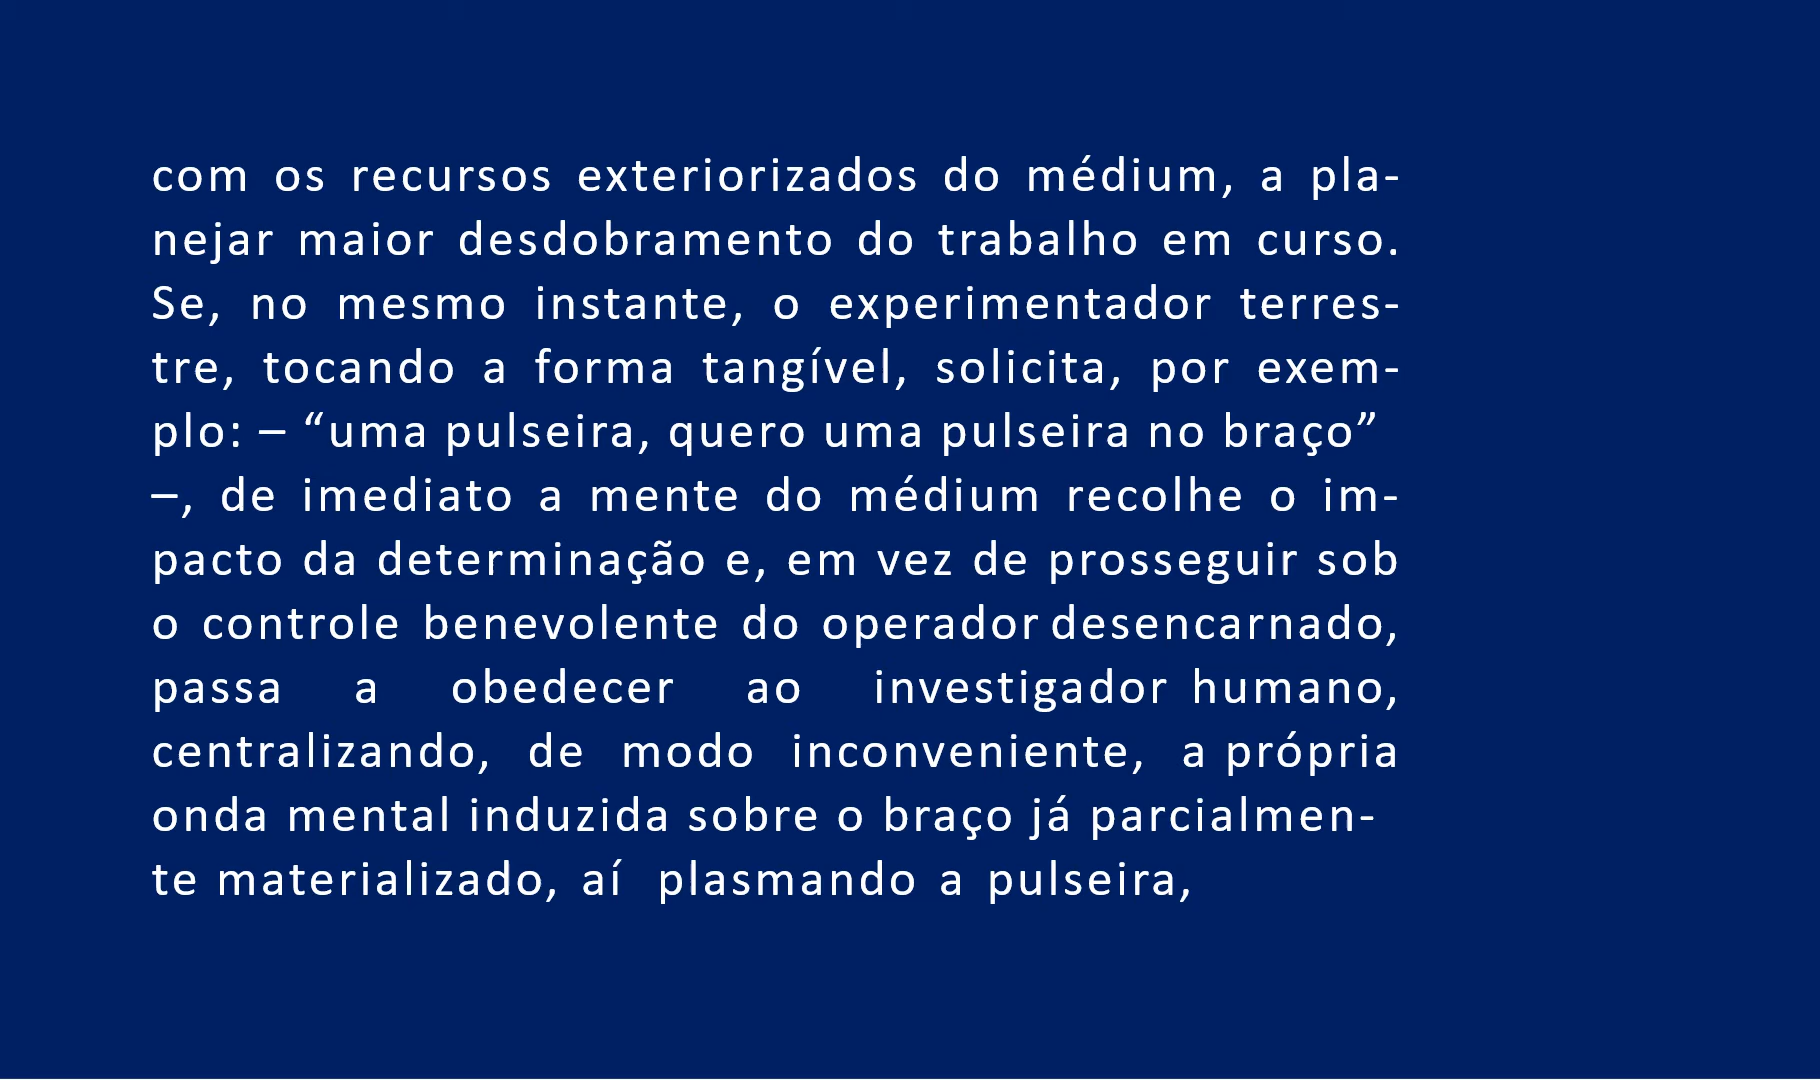 com os recursos exteriorizados do médium, a pla-
nejar maior desdobramento do trabalho em curso.
Se, no mesmo instante, o experimentador terres-
tre, tocando a forma tangível, solicita, por exem-
plo: – “uma pulseira, quero uma pulseira no braço”
–, de imediato a mente do médium recolhe o im-
pacto da determinação e, em vez de prosseguir sob
o controle benevolente do operador desencarnado,
passa a obedecer ao investigador humano,
centralizando, de modo inconveniente, a própria
onda mental induzida sobre o braço já parcialmen-
te materializado, aí plasmando a pulseira,